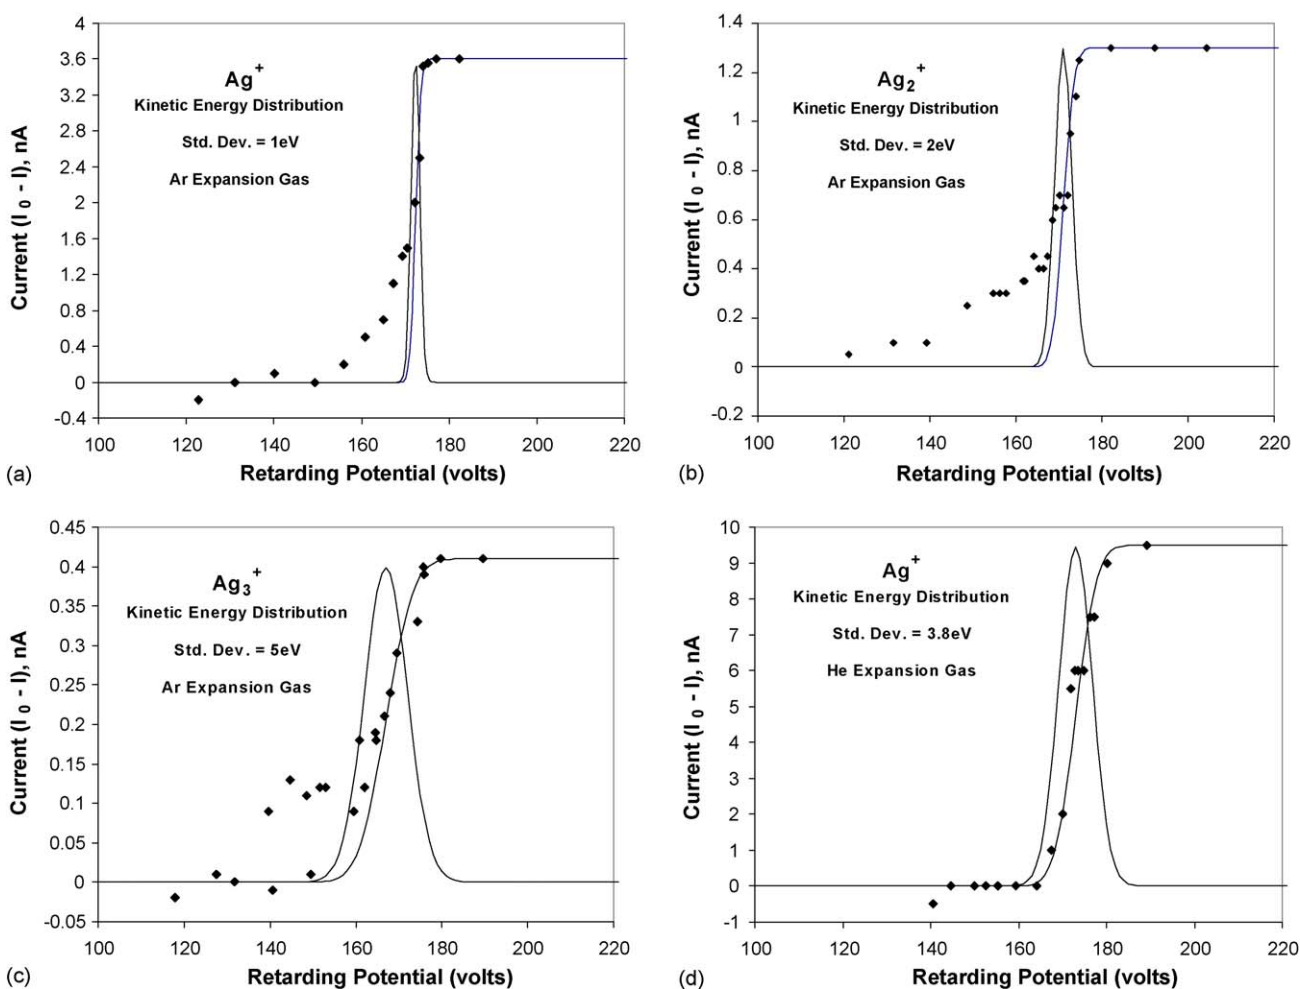 4
3.6
3.2
2.8
2.4
2
1.6
1.2
0.8
0.4
0
-0.4
Current (I 0 - I), nA
Ag+
Kinetic Energy Distribution
Std. Dev. = 1eV
Ar Expansion Gas
100 120 140 160 180 200 220
Retarding Potential (volts)
(a)
1.4
1.2
1
0.8
0.6
0.4
0.2
0
-0.2
Current (I 0 - I), nA
Ag2+
Kinetic Energy Distribution
Std. Dev. = 2eV
Ar Expansion Gas
100 120 140 160 180 200 220
Retarding Potential (volts)
(b)
0.45
0.4
0.35
0.3
0.25
0.2
0.15
0.1
0.05
0
-0.05
Current (I 0 - I), nA
Ag3+
Kinetic Energy Distribution
Std. Dev. = 5eV
Ar Expansion Gas
100 120 140 160 180 200 220
Retarding Potential (volts)
(c)
10
9
8
7
6
5
4
3
2
1
0
-1
Current (I 0 - I), nA
Ag+
Kinetic Energy Distribution
Std. Dev. = 3.8eV
He Expansion Gas
100 120 140 160 180 200 220
Retarding Potential (volts)
(d)